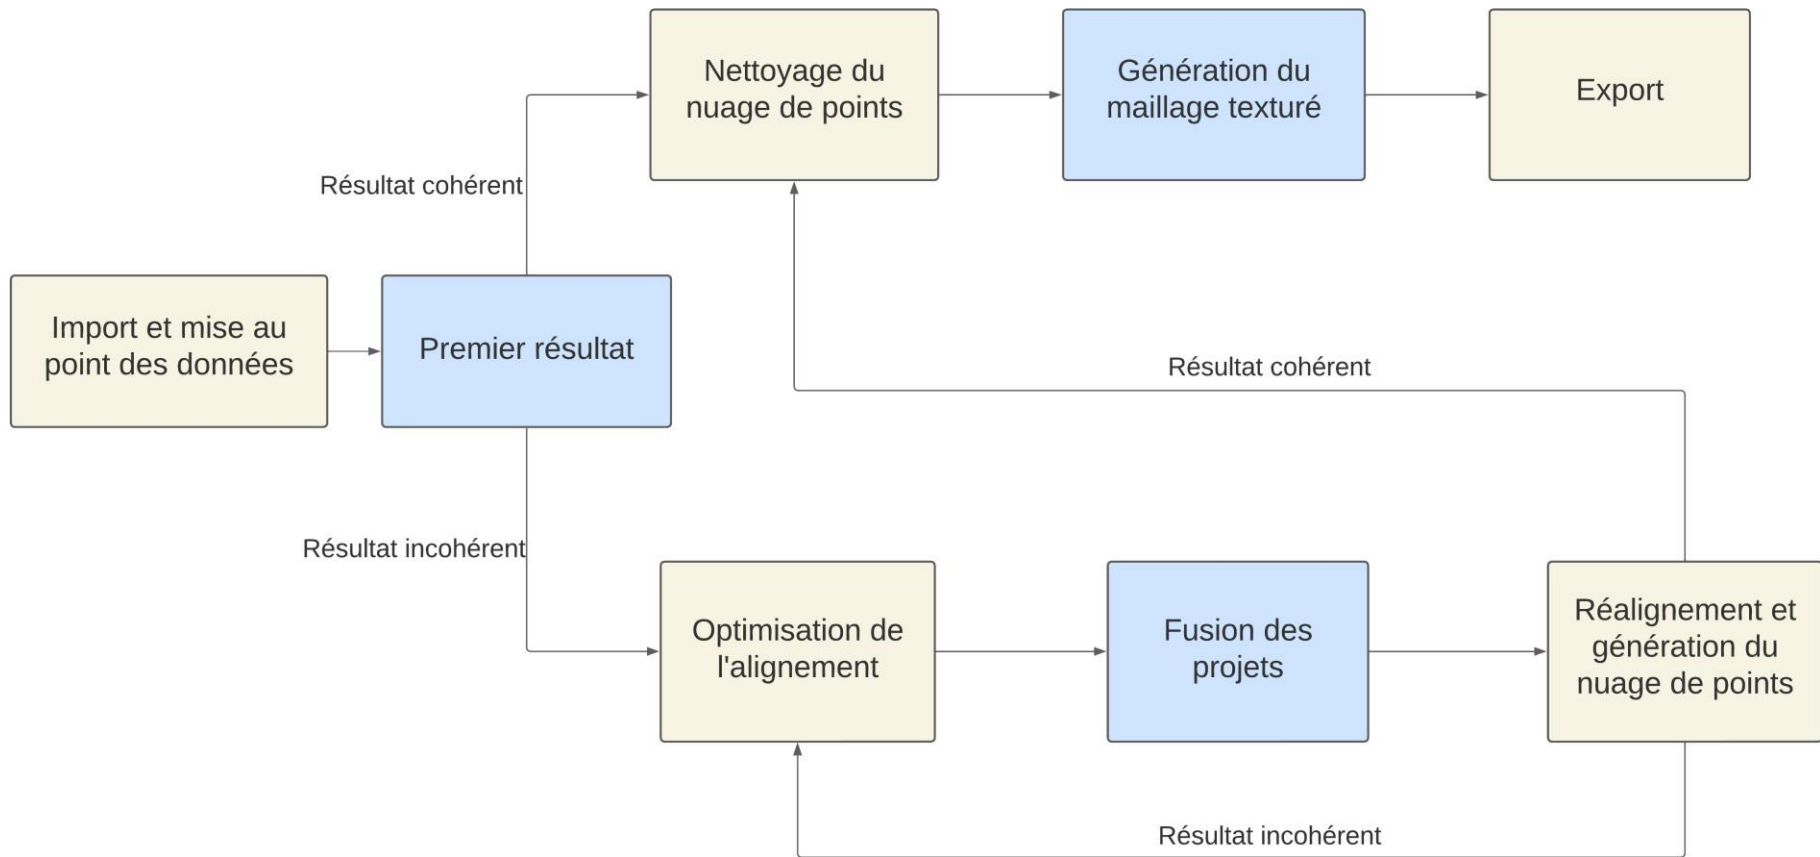 Nettoyage du
nuage de points
Génération du
maillage texturé
Export
Résultat cohérent
Import et mise au
point des données
Premier résultat
Résultat cohérent
Résultat incohérent
Optimisation de
l'alignement
Fusion des
projets
Réalignement et
génération du
nuage de points
Résultat incohérent